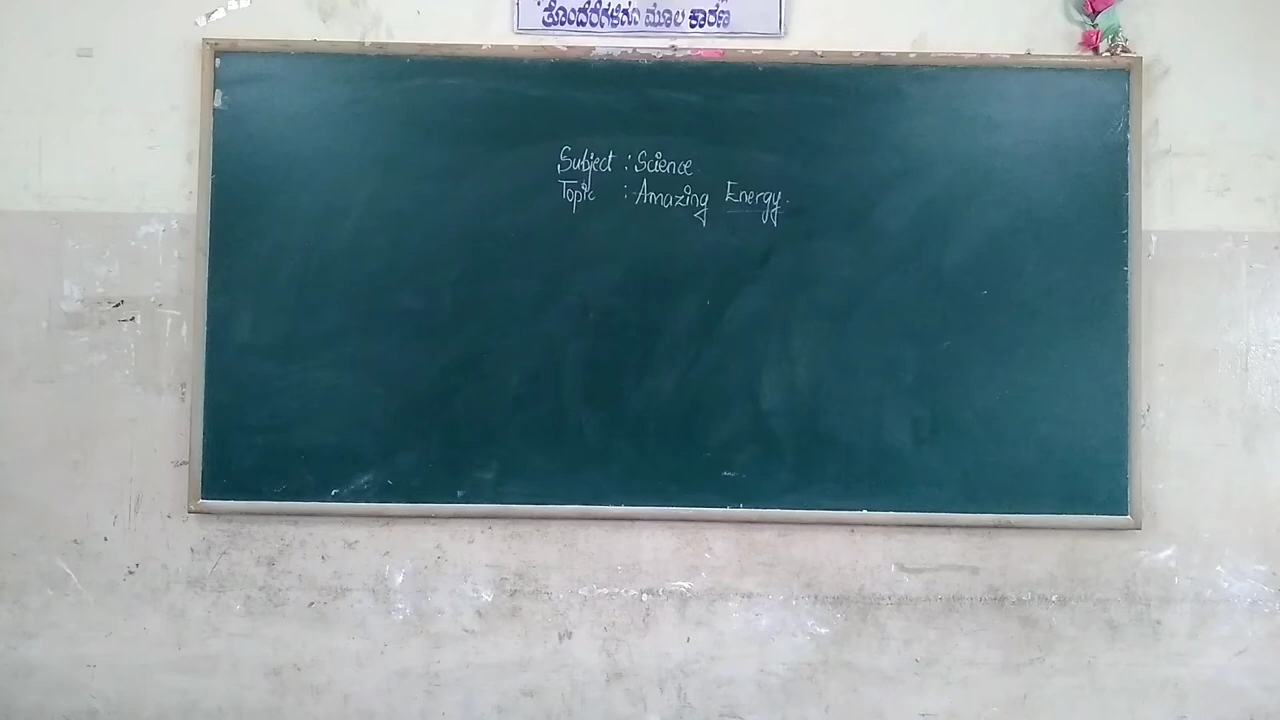 ತೊಂದರೆಗಳಿಗೂ ಮೂಲ ಕಾರಣ
Subject : Science
Topic : Amazing Energy.